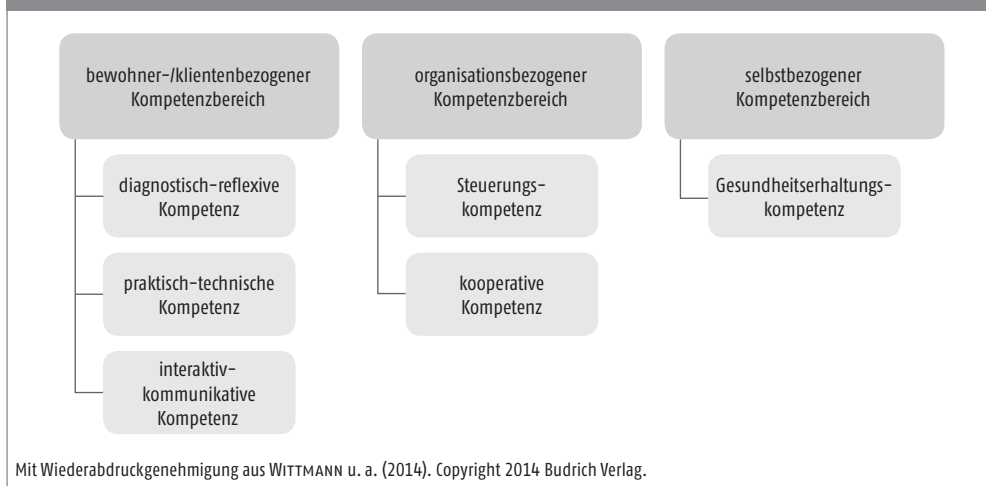 bewohner-/klientenbezogener
Kompetenzbereich
diagnostisch-reflexive
Kompetenz
praktisch-technische
Kompetenz
interaktiv-
kommunikative
Kompetenz
organisationsbezogener
Kompetenzbereich
Steuerungs-
kompetenz
kooperative
Kompetenz
selbstbezogener
Kompetenzbereich
Gesundheitserhaltungs-
kompetenz
Mit Wiederabdruckgenehmigung aus WITTMANN u. a. (2014). Copyright 2014 Budrich Verlag.